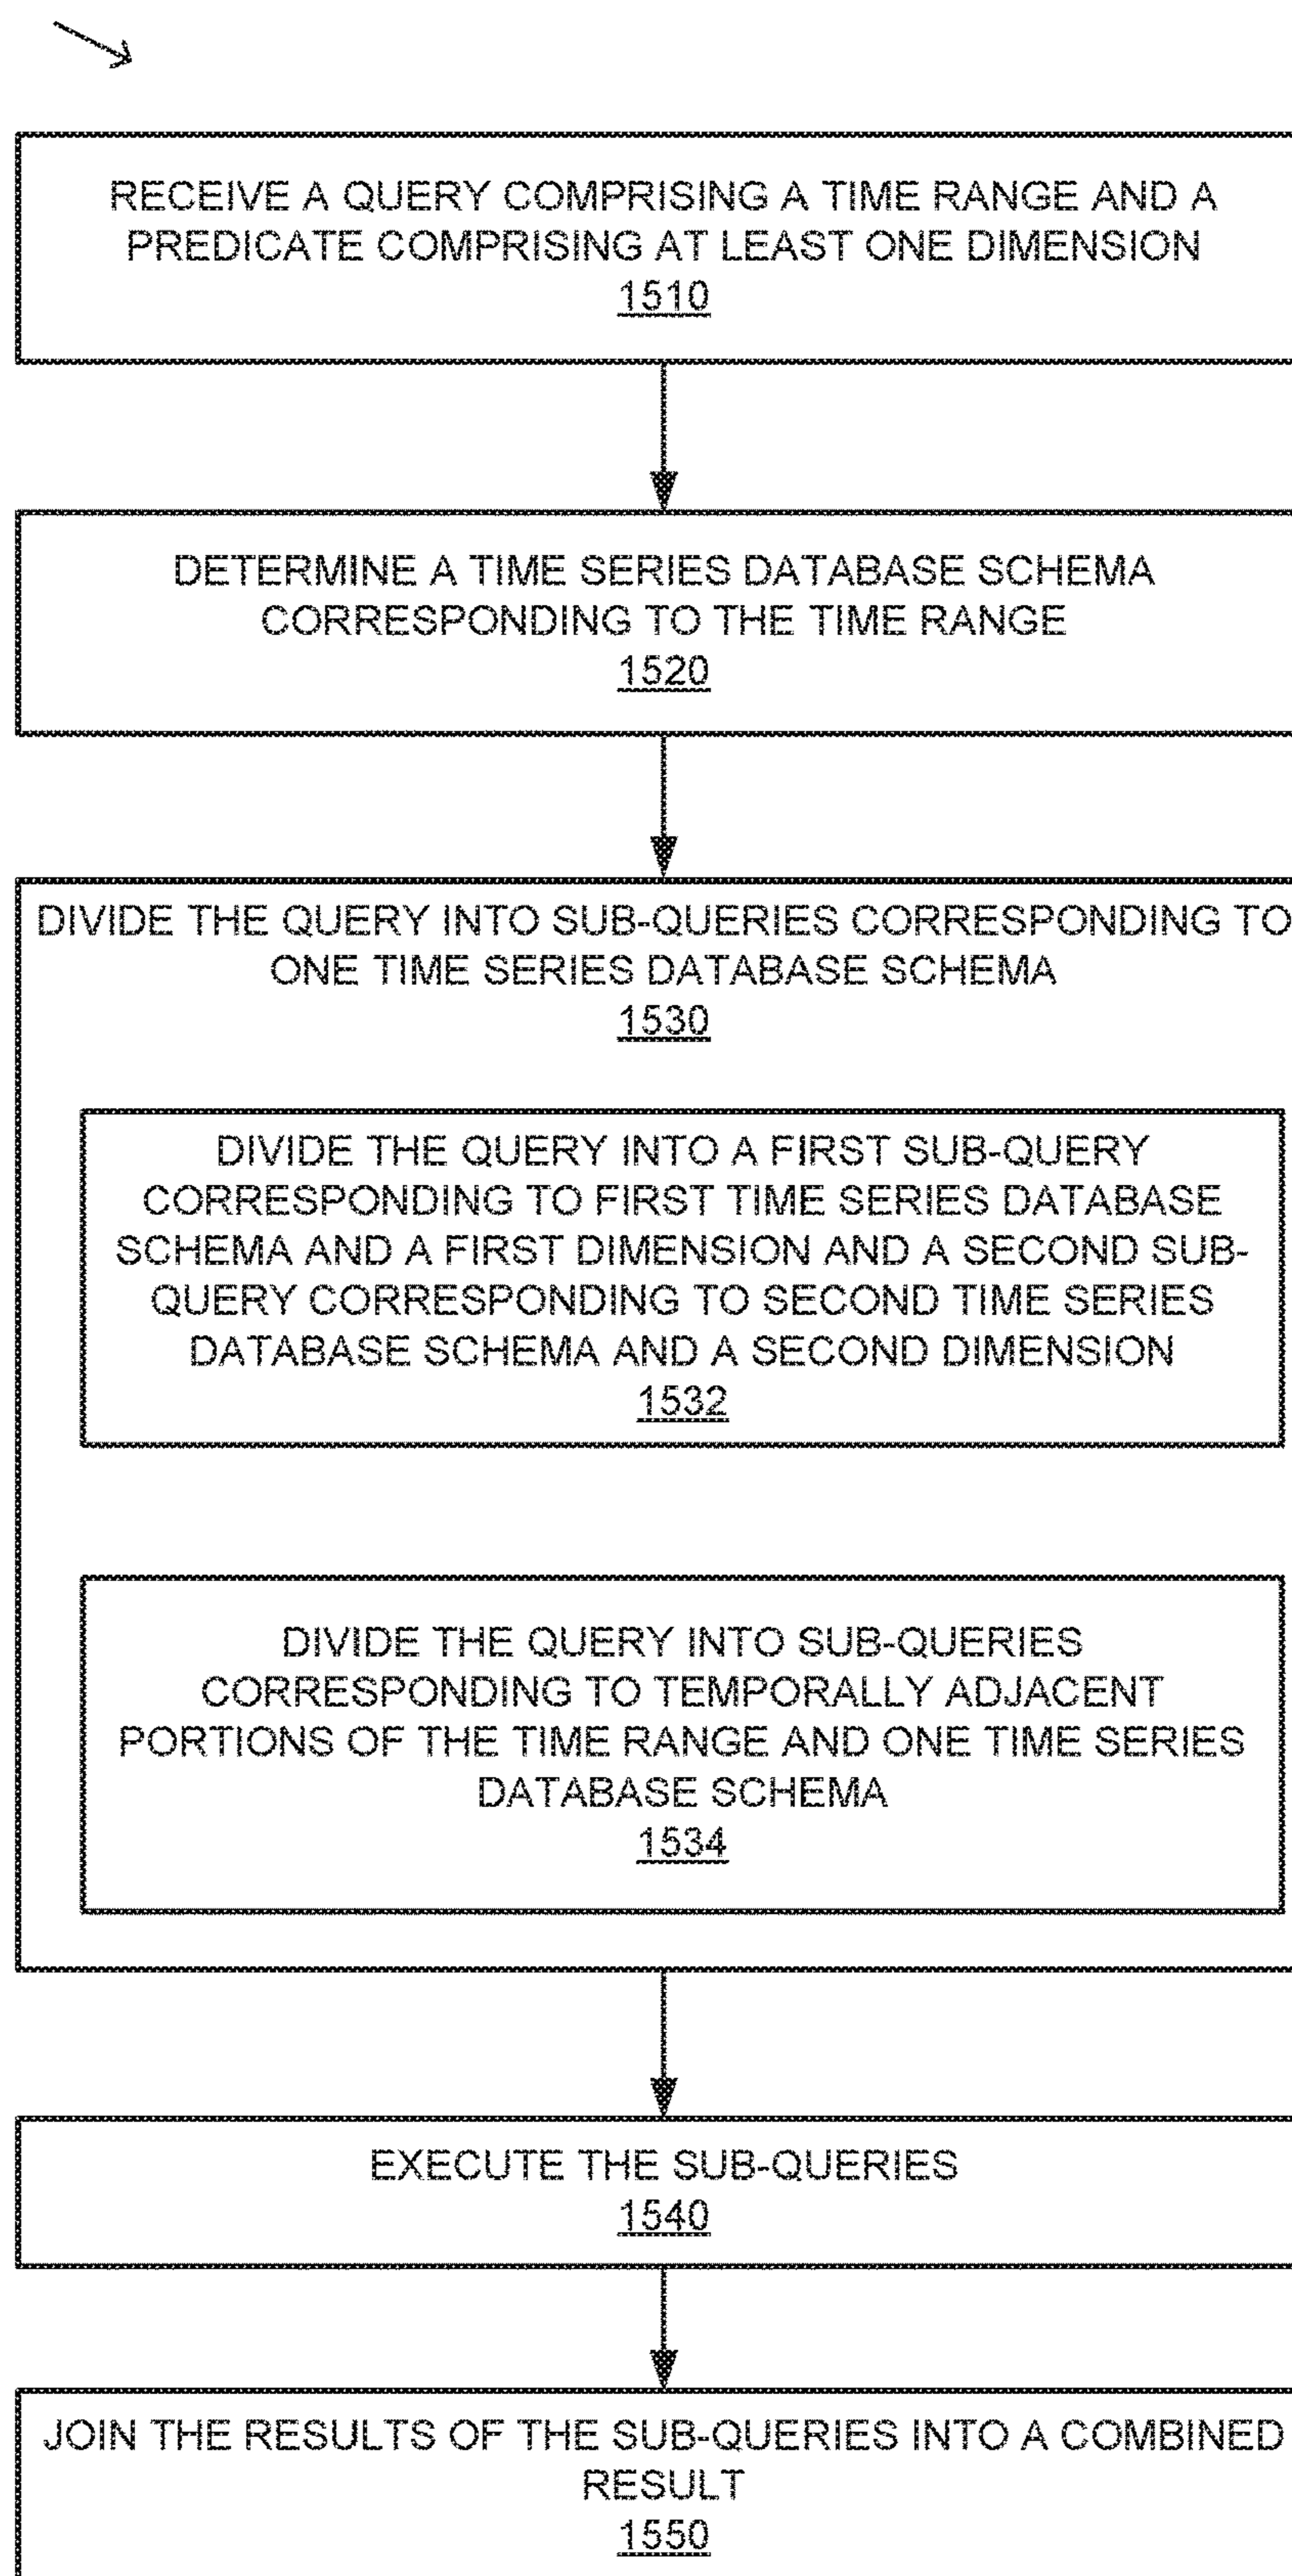 RECEIVE A QUERY COMPRISING A TIME RANGE AND A
PREDICATE COMPRISING AT LEAST ONE DIMENSION
1510
DETERMINE A TIME SERIES DATABASE SCHEMA
CORRESPONDING TO THE TIME RANGE
1520
DIVIDE THE QUERY INTO SUB-QUERIES CORRESPONDING TO
ONE TIME SERIES DATABASE SCHEMA
1530
DIVIDE THE QUERY INTO A FIRST SUB-QUERY
CORRESPONDING TO FIRST TIME SERIES DATABASE
SCHEMA AND A FIRST DIMENSION AND A SECOND SUB-
QUERY CORRESPONDING TO SECOND TIME SERIES
DATABASE SCHEMA AND A SECOND DIMENSION
1532
DIVIDE THE QUERY INTO SUB-QUERIES
CORRESPONDING TO TEMPORALLY ADJACENT
PORTIONS OF THE TIME RANGE AND ONE TIME SERIES
DATABASE SCHEMA
1534
EXECUTE THE SUB-QUERIES
1540
JOIN THE RESULTS OF THE SUB-QUERIES INTO A COMBINED
RESULT
1550